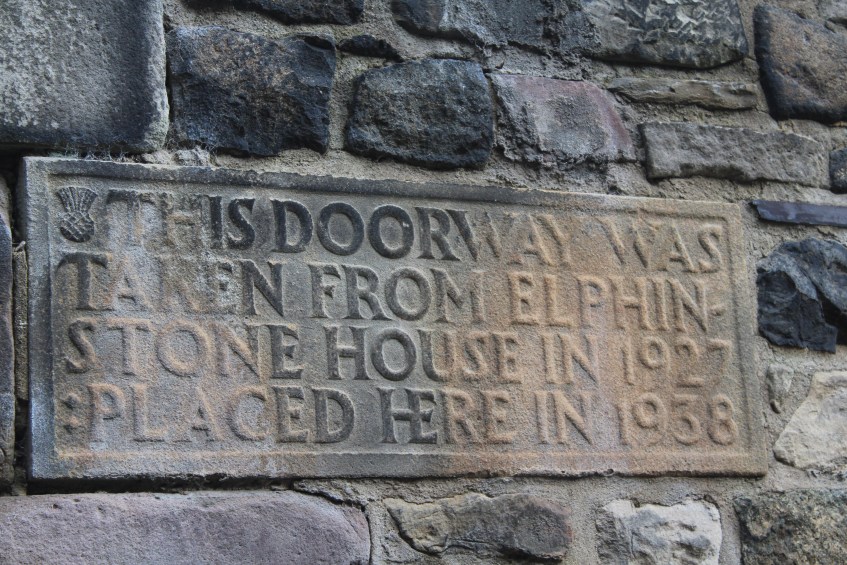 THIS DOORWAY WAS
TAKEN FROM ELPHIN-
STONE HOUSE IN 1927
:PLACED HERE IN 1938